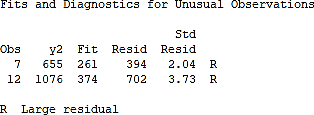 Fits and Diagnostics for Unusual Observations
Std
Obs y2 Fit Resid Resid
7 655 261 394 2.04 R
12 1076 374 702 3.73 R
R Large residual